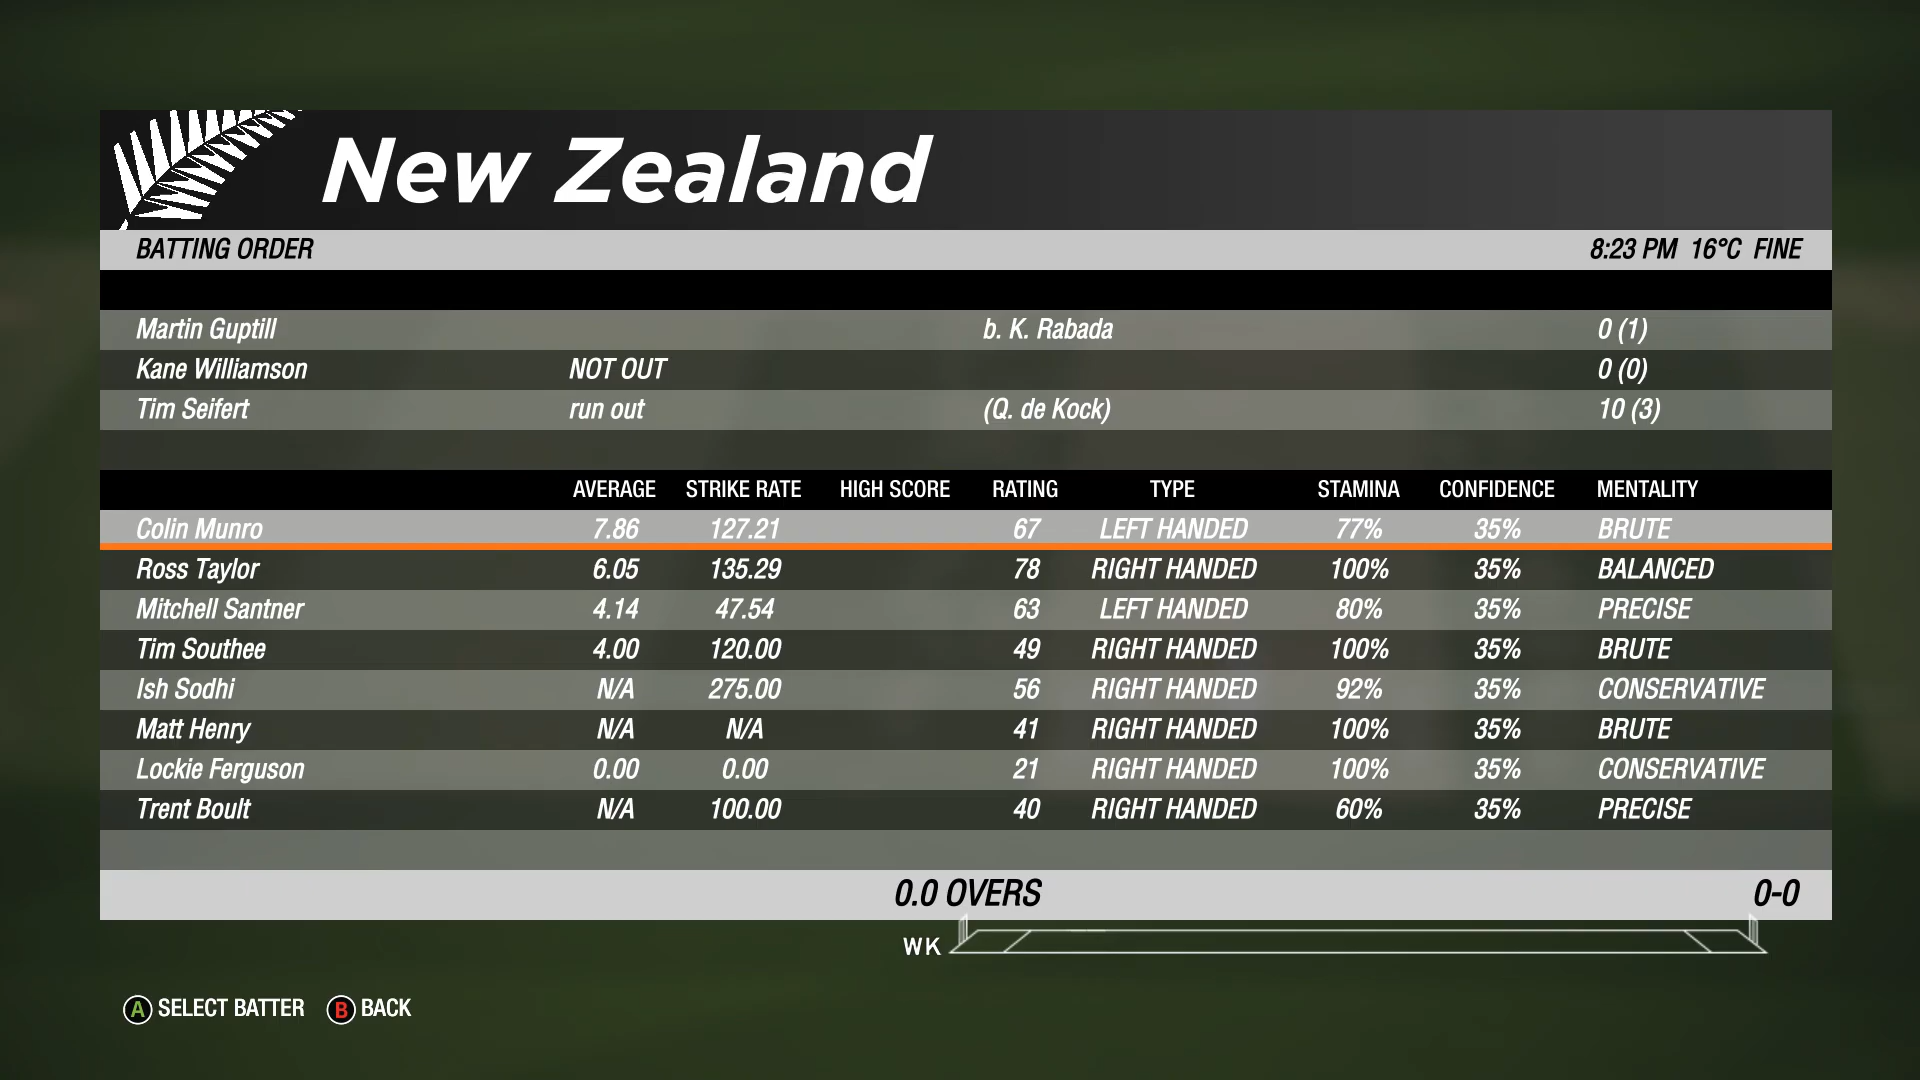 New Zealand
BATTING ORDER 8:23 PM 16°C FINE
Martin Guptill b. K. Rabada 0 (1)
Kane Williamson NOT OUT 0 (0)
Tim Seifert run out (Q. de Kock) 10 (3)
AVERAGE STRIKE RATE HIGH SCORE RATING TYPE STAMINA CONFIDENCE MENTALITY
Colin Munro 7.86 127.21 67 LEFT HANDED 77% 35% BRUTE
Ross Taylor 6.05 135.29 78 RIGHT HANDED 100% 35% BALANCED
Mitchell Santner 4.14 47.54 63 LEFT HANDED 80% 35% PRECISE
Tim Southee 4.00 120.00 49 RIGHT HANDED 100% 35% BRUTE
Ish Sodhi N/A 275.00 56 RIGHT HANDED 92% 35% CONSERVATIVE
Matt Henry N/A N/A 41 RIGHT HANDED 100% 35% BRUTE
Lockie Ferguson 0.00 0.00 21 RIGHT HANDED 100% 35% CONSERVATIVE
Trent Boult N/A 100.00 40 RIGHT HANDED 60% 35% PRECISE
0.0 OVERS 0-0
WK
A SELECT BATTER B BACK